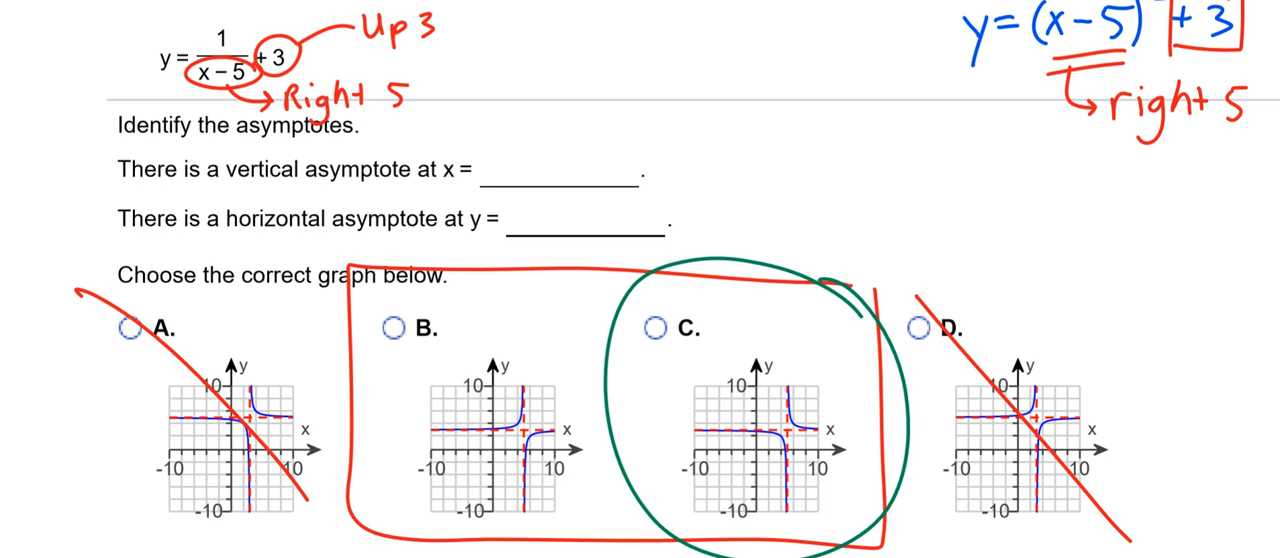 y = 1/(x − 5) + 3
Up 3
Right 5
y = (x − 5) + 3
right 5
Identify the asymptotes.
There is a vertical asymptote at x = ____________.
There is a horizontal asymptote at y = ____________.
Choose the correct graph below.
A. B. C. D.
y y y y
10 10 10 10
x x x x
-10 10 -10 10 -10 10 -10 10
-10 -10 -10 -10